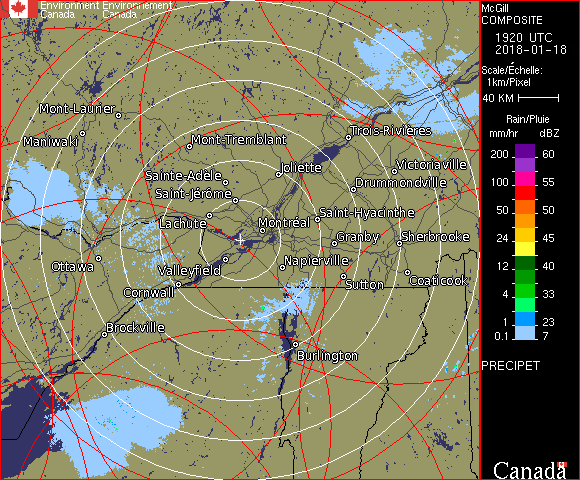 Environment Environnement
Canada Canada
McGill
COMPOSITE
1920 UTC
2018-01-18
Scale/Échelle:
1km/Pixel
40 KM
Rain/Pluie
mm/hr dBZ
200 60
150 55
100 55
50 50
24 45
12 40
4 33
1 23
0.1 7
PRECIPET
Canada
Mont-Laurier
Maniwaki
Mont-Tremblant
Trois-Rivières
Joliette
Victoriaville
Sainte-Adèle
Drummondville
Saint-Jérôme
Lachute
Saint-Hyacinthe
Montréal
Granby
Sherbrooke
Ottawa
Valleyfield
Napierville
Cornwall
Sutton
Coaticook
Brockville
Burlington